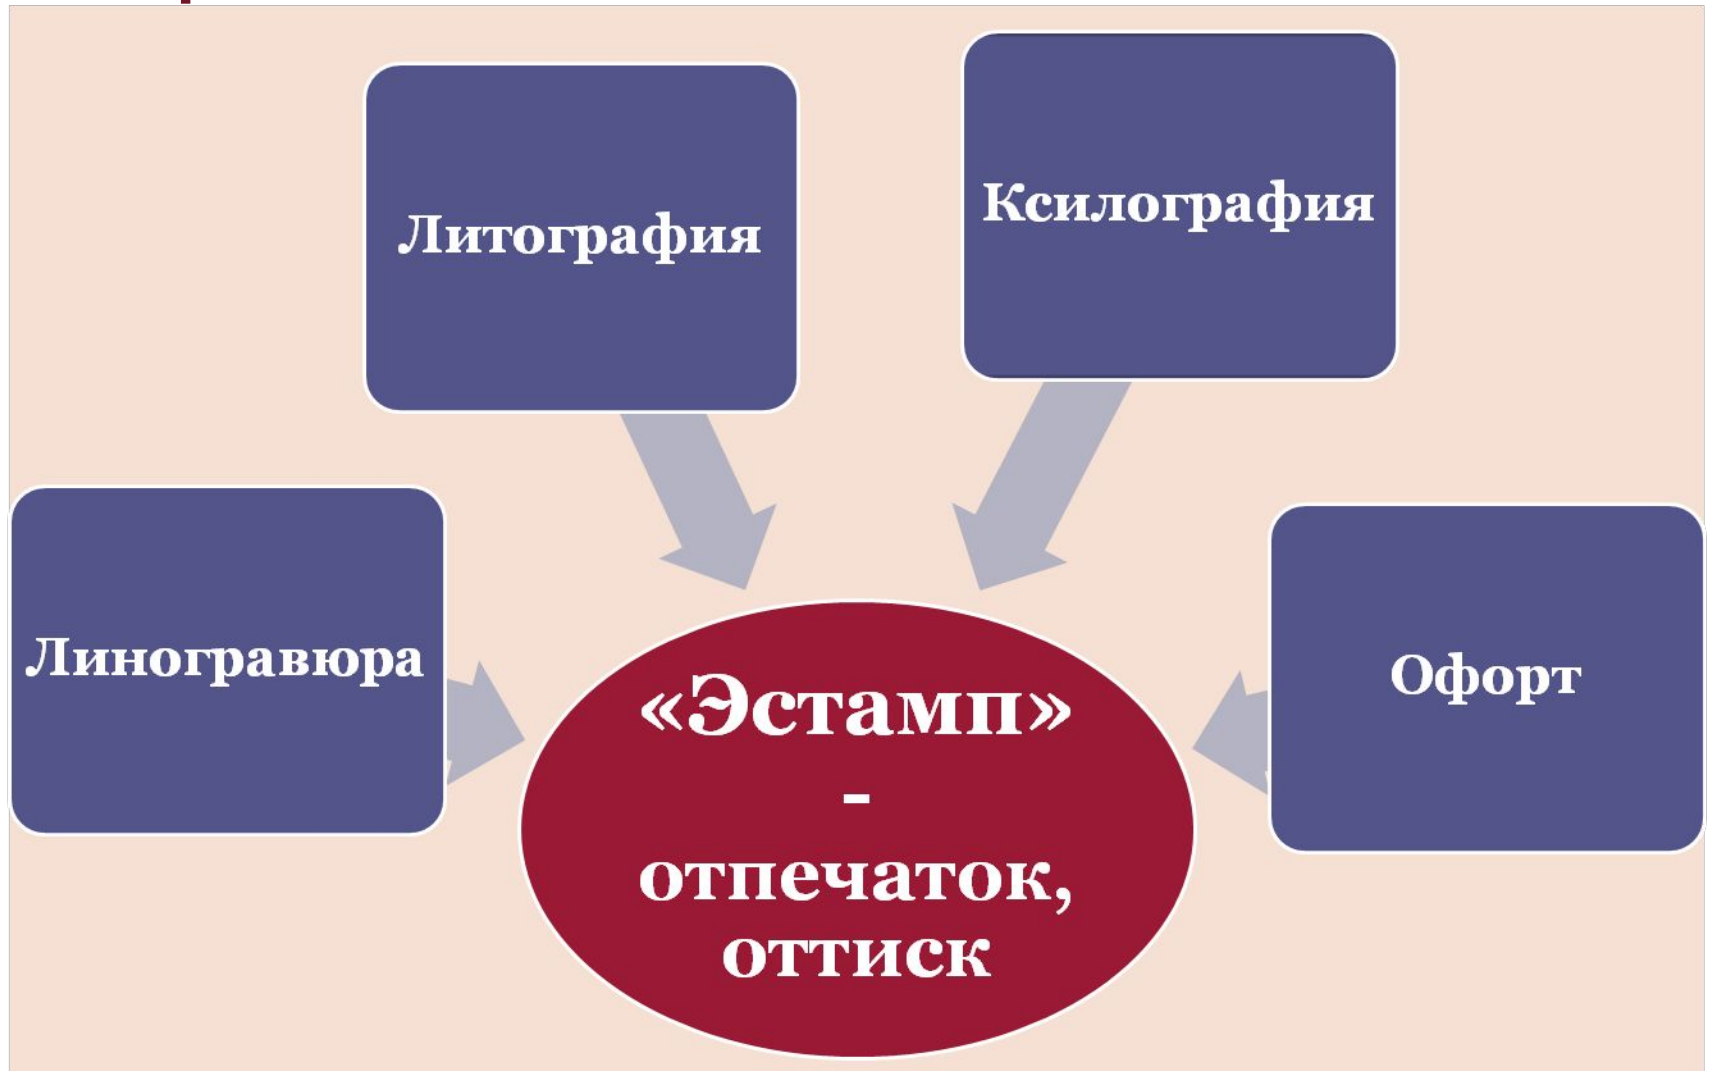 Литография
Ксилография
Линогравюра
Офорт
«Эстамп»
-
отпечаток,
оттиск